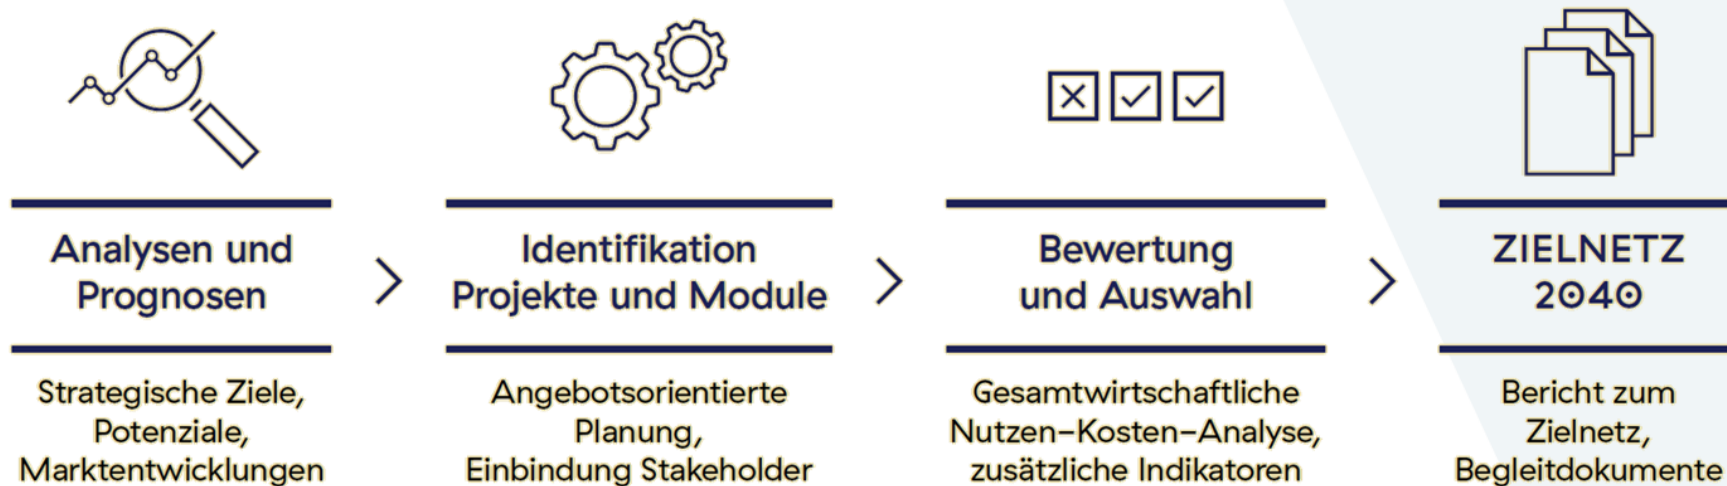 Analysen und
Prognosen
Strategische Ziele,
Potenziale,
Marktentwicklungen
Identifikation
Projekte und Module
Angebotsorientierte
Planung,
Einbindung Stakeholder
Bewertung
und Auswahl
Gesamtwirtschaftliche
Nutzen-Kosten-Analyse,
zusätzliche Indikatoren
ZIELNETZ
2040
Bericht zum
Zielnetz,
Begleitdokumente